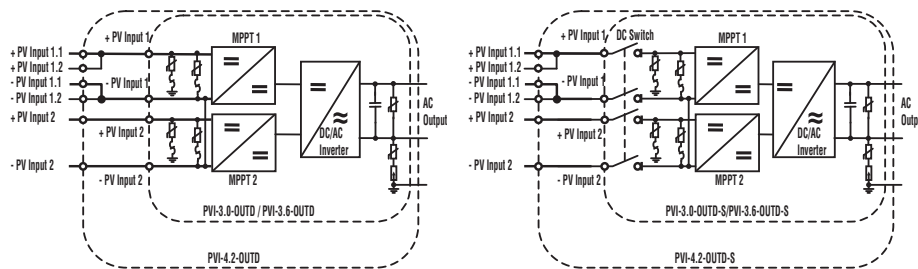 + PV Input 1
MPPT 1
+ PV Input 1.1
+ PV Input 1.2
- PV Input 1.1
- PV Input 1
- PV Input 1.2
AC
Output
+ PV Input 2
+ PV Input 2
DC/AC
Inverter
- PV Input 2
- PV Input 2
MPPT 2
PVI-3.0-OUTD / PVI-3.6-OUTD
PVI-4.2-OUTD
+ PV Input 1
DC Switch
MPPT 1
+ PV Input 1.1
+ PV Input 1.2
- PV Input 1.1
- PV Input 1
- PV Input 1.2
AC
Outp
+ PV Input 2
+ PV Input 2
DC/AC
Inverter
- PV Input 2
- PV Input 2
MPPT 2
PVI-3.0-OUTD-S/PVI-3.6-OUTD-S
PVI-4.2-OUTD-S